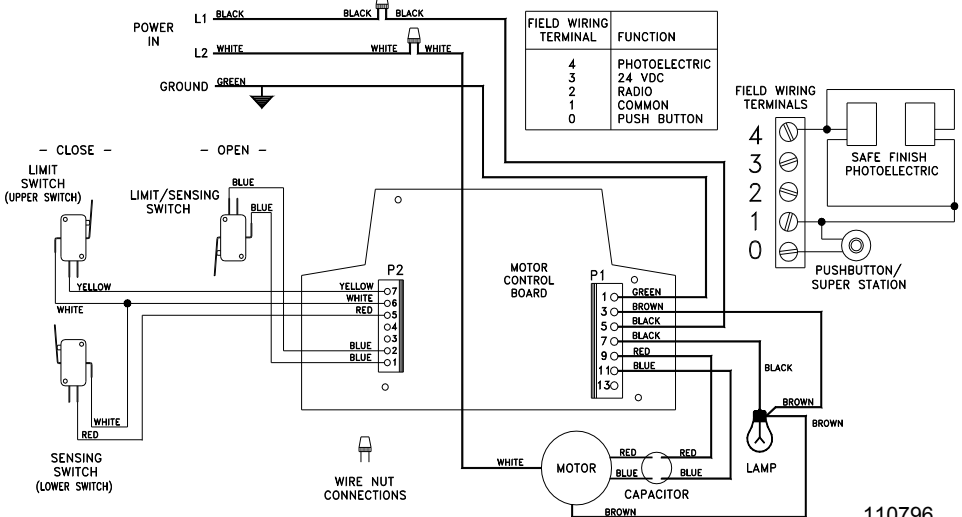 POWER
IN
L1 BLACK
BLACK BLACK
L2 WHITE
WHITE WHITE
GROUND GREEN
FIELD WIRING
TERMINAL FUNCTION
4 PHOTOELECTRIC
3 24 VDC
2 RADIO
1 COMMON
0 PUSH BUTTON
FIELD WIRING
TERMINALS
4
3
2
1
0
SAFE FINISH
PHOTOELECTRIC
PUSHBUTTON/
SUPER STATION
- CLOSE -
LIMIT
SWITCH
(UPPER SWITCH)
- OPEN -
LIMIT/SENSING
SWITCH
BLUE
BLUE
YELLOW
WHITE
WHITE
RED
SENSING
SWITCH
(LOWER SWITCH)
P2
YELLOW 7
WHITE 6
RED 5
4
3
BLUE 2
BLUE 1
MOTOR
CONTROL
BOARD
P1
1 GREEN
3 BROWN
5 BLACK
7 BLACK
9 RED
11 BLUE
13
BLACK
BROWN
BROWN
LAMP
WIRE NUT
CONNECTIONS
WHITE
MOTOR
RED RED
BLUE BLUE
CAPACITOR
BROWN
110796